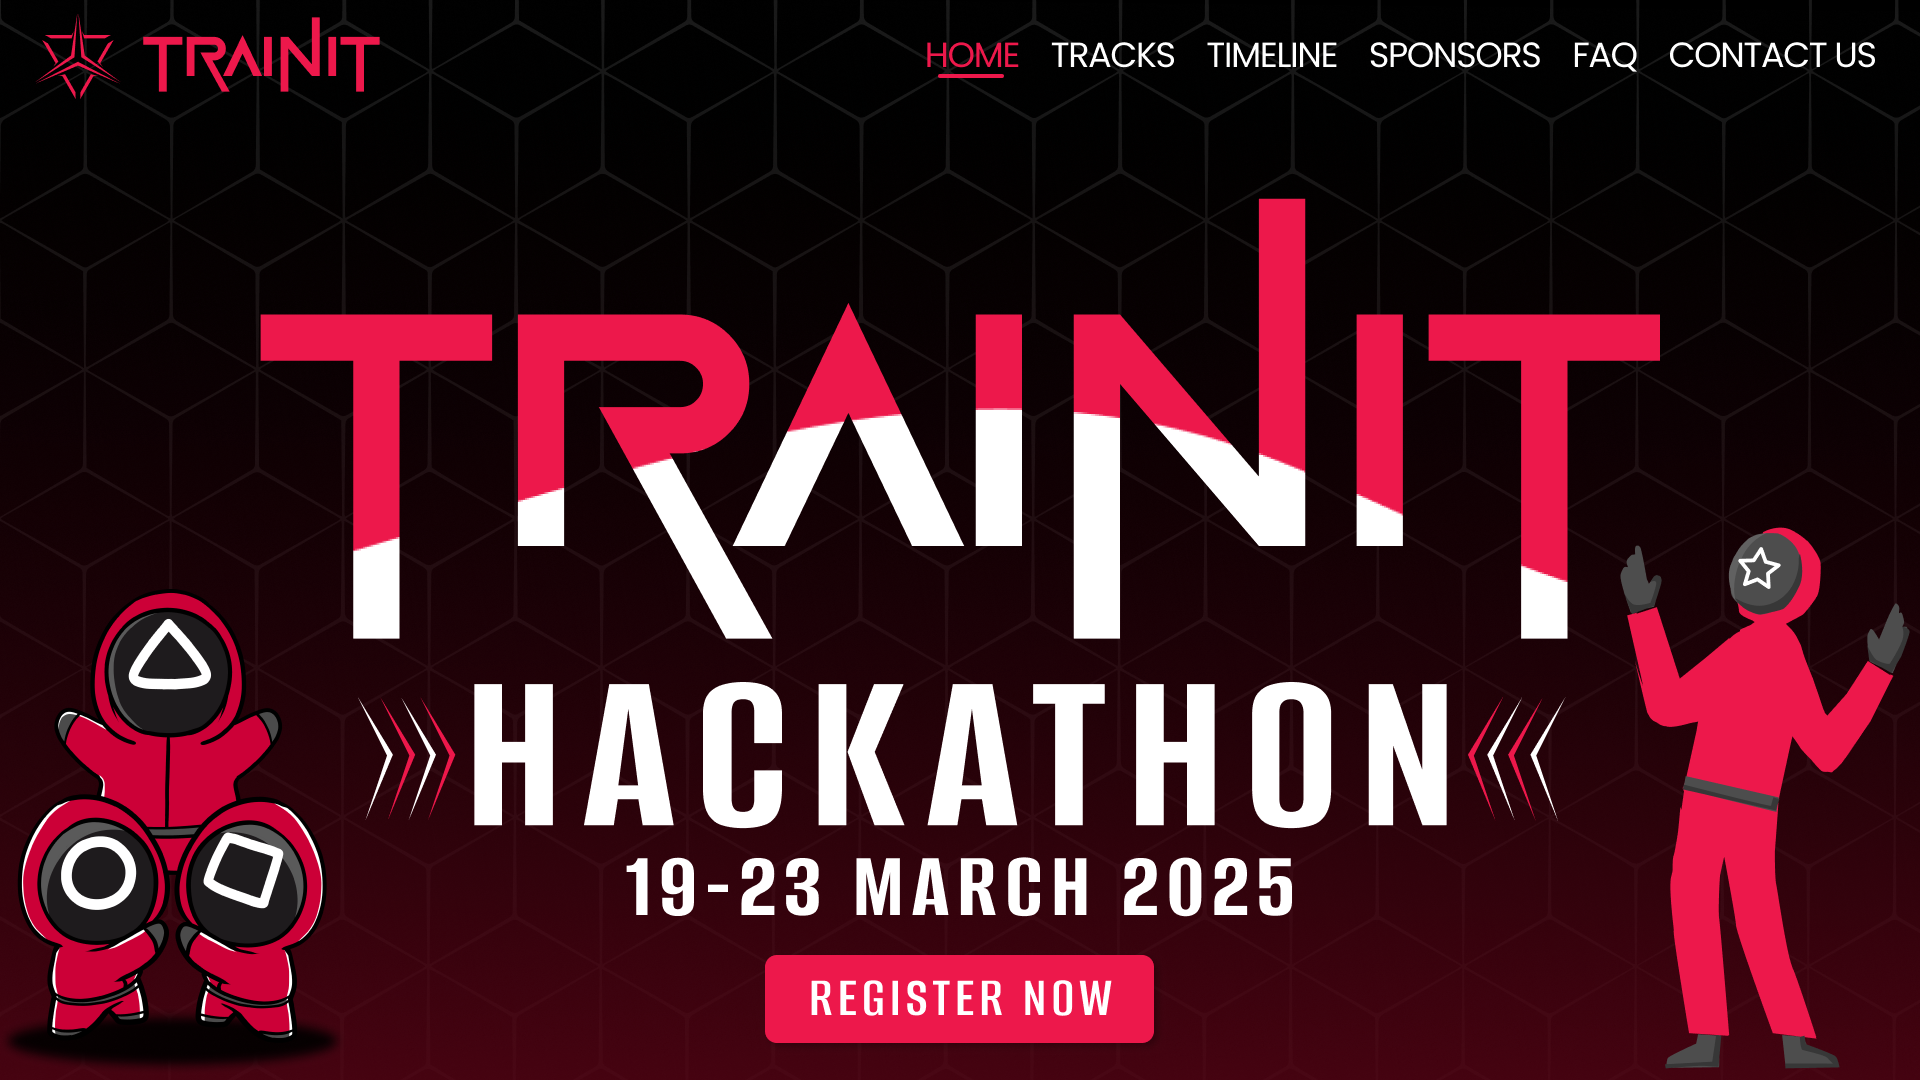 TRAINIT
HOME TRACKS TIMELINE SPONSORS FAQ CONTACT US
TRAINIT
HACKATHON
19-23 MARCH 2025
REGISTER NOW